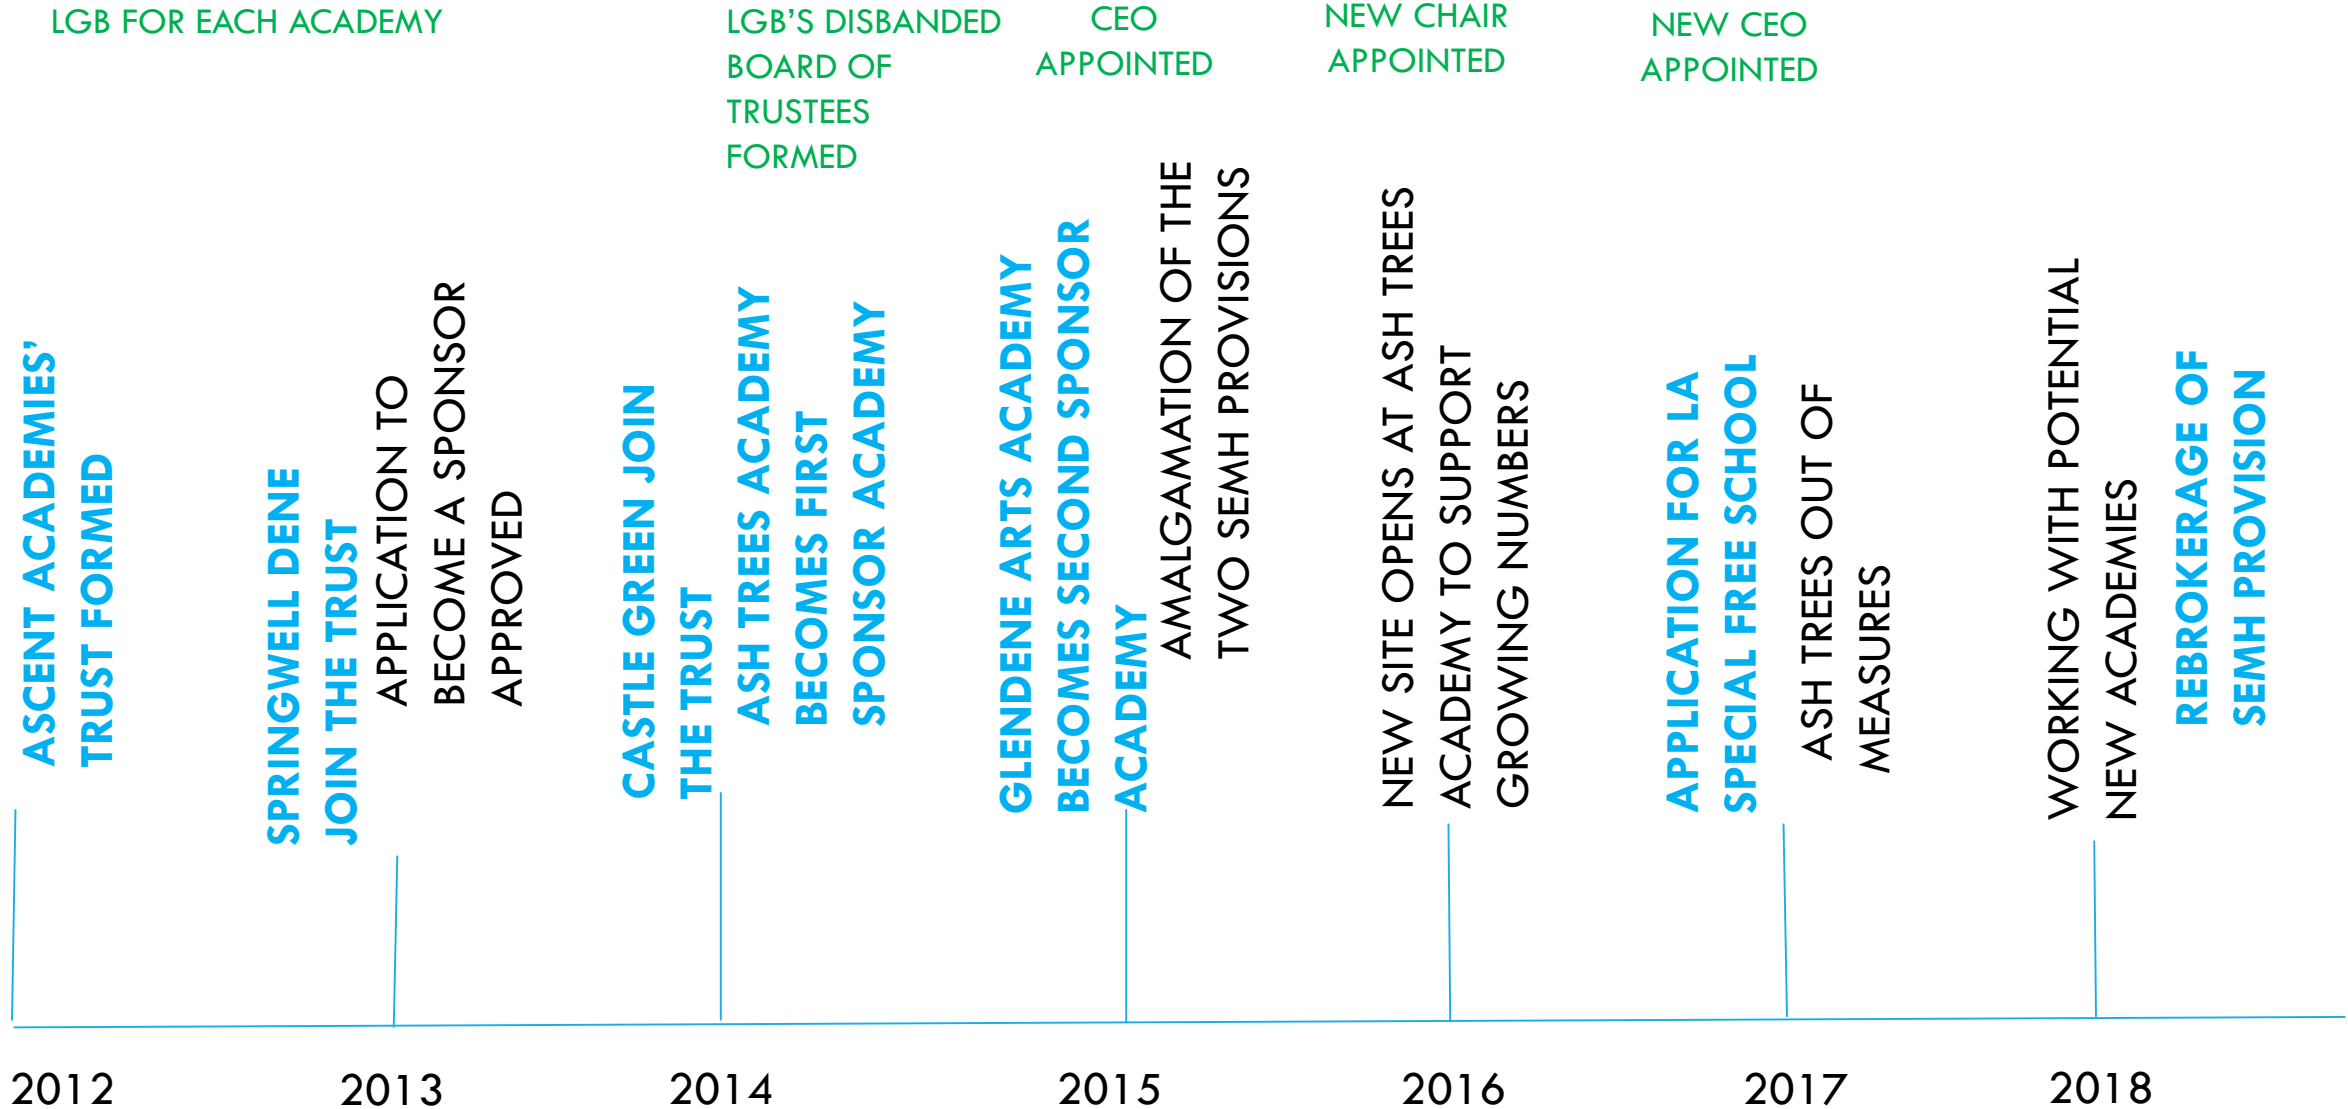 LGB FOR EACH ACADEMY
LGB'S DISBANDED
BOARD OF
TRUSTEES
FORMED
CEO
APPOINTED
NEW CHAIR
APPOINTED
NEW CEO
APPOINTED
ASCENT ACADEMIES'
TRUST FORMED
SPRINGWELL DENE
JOIN THE TRUST
APPLICATION TO
BECOME A SPONSOR
APPROVED
CASTLE GREEN JOIN
THE TRUST
ASH TREES ACADEMY
BECOMES FIRST
SPONSOR ACADEMY
GLENDENE ARTS ACADEMY
BECOMES SECOND SPONSOR
ACADEMY
AMALGAMATION OF THE
TWO SEMH PROVISIONS
NEW SITE OPENS AT ASH TREES
ACADEMY TO SUPPORT
GROWING NUMBERS
APPLICATION FOR LA
SPECIAL FREE SCHOOL
ASH TREES OUT OF
MEASURES
WORKING WITH POTENTIAL
NEW ACADEMIES
REBROKERAGE OF
SEMH PROVISION
2012
2013
2014
2015
2016
2017
2018